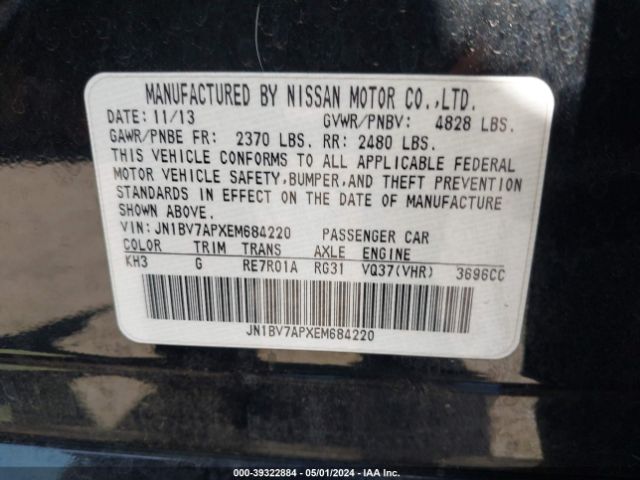 MANUFACTURED BY NISSAN MOTOR CO.,LTD.
DATE: 11/13 GVWR/PNBV: 4828 LBS.
GAWR/PNBE FR: 2370 LBS. RR: 2480 LBS.
THIS VEHICLE CONFORMS TO ALL APPLICABLE FEDERAL
MOTOR VEHICLE SAFETY,BUMPER,AND THEFT PREVENTION
STANDARDS IN EFFECT ON THE DATE OF MANUFACTURE
SHOWN ABOVE.
VIN: JN1BV7APXEM684220 PASSENGER CAR
COLOR TRIM TRANS AXLE ENGINE
KH3 G RE7R01A RG31 VQ37(VHR) 3696CC
JN1BV7APXEM684220
000-39322884 - 05/01/2024 - IAA Inc.